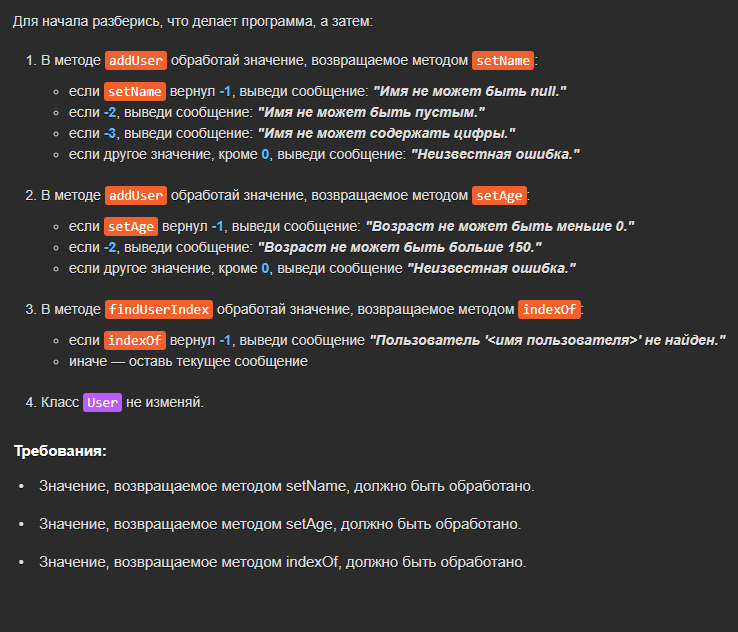 Для начала разберись, что делает программа, а затем:
1. В методе addUser обработай значение, возвращаемое методом setName:
◦ если setName вернул -1, выведи сообщение: "Имя не может быть null."
◦ если -2, выведи сообщение: "Имя не может быть пустым."
◦ если -3, выведи сообщение: "Имя не может содержать цифры."
◦ если другое значение, кроме 0, выведи сообщение: "Неизвестная ошибка."
2. В методе addUser обработай значение, возвращаемое методом setAge:
◦ если setAge вернул -1, выведи сообщение: "Возраст не может быть меньше 0."
◦ если -2, выведи сообщение: "Возраст не может быть больше 150."
◦ если другое значение, кроме 0, выведи сообщение "Неизвестная ошибка."
3. В методе findUserIndex обработай значение, возвращаемое методом indexOf:
◦ если indexOf вернул -1, выведи сообщение "Пользователь '<имя пользователя>' не найден."
◦ иначе — оставь текущее сообщение
4. Класс User не изменяй.
Требования:
• Значение, возвращаемое методом setName, должно быть обработано.
• Значение, возвращаемое методом setAge, должно быть обработано.
• Значение, возвращаемое методом indexOf, должно быть обработано.